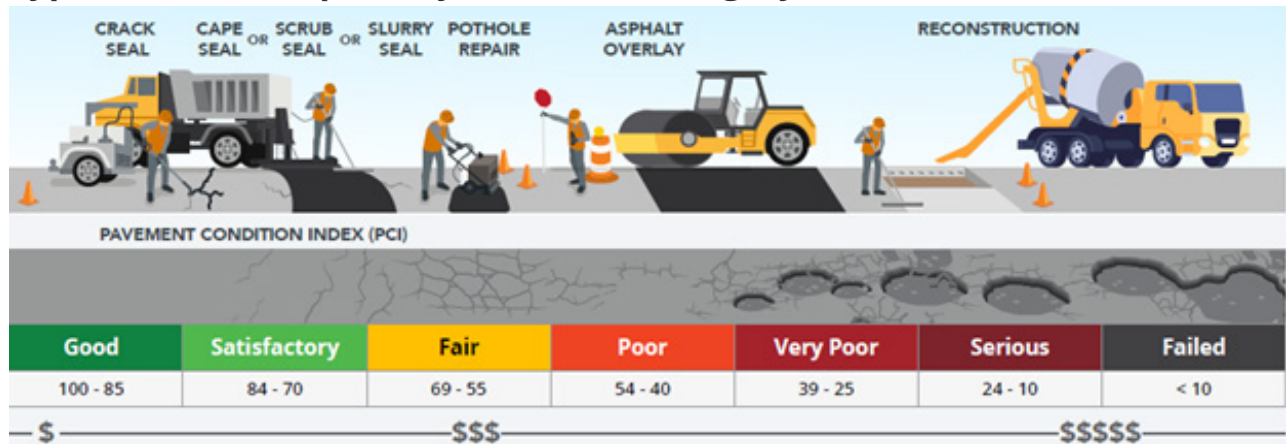 CRACK SEAL
CAPE SEAL OR SCRUB SEAL OR SLURRY SEAL
POTHOLE REPAIR
ASPHALT OVERLAY
RECONSTRUCTION
PAVEMENT CONDITION INDEX (PCI)
Good Satisfactory Fair Poor Very Poor Serious Failed
100 - 85 84 - 70 69 - 55 54 - 40 39 - 25 24 - 10 < 10
$ $$$ $$$$$